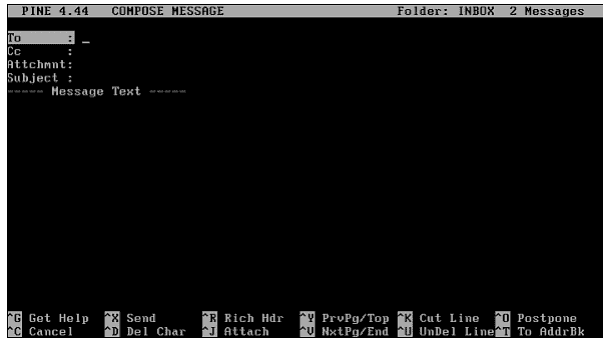 PINE 4.44 COMPOSE MESSAGE Folder: INBOX 2 Messages
To :
Cc :
Attchmnt:
Subject :
----- Message Text -----
^G Get Help ^X Send ^R Rich Hdr ^Y PrvPg/Top ^K Cut Line ^O Postpone
^C Cancel ^D Del Char ^J Attach ^V NxtPg/End ^U UnDel Line ^T To AddrBk